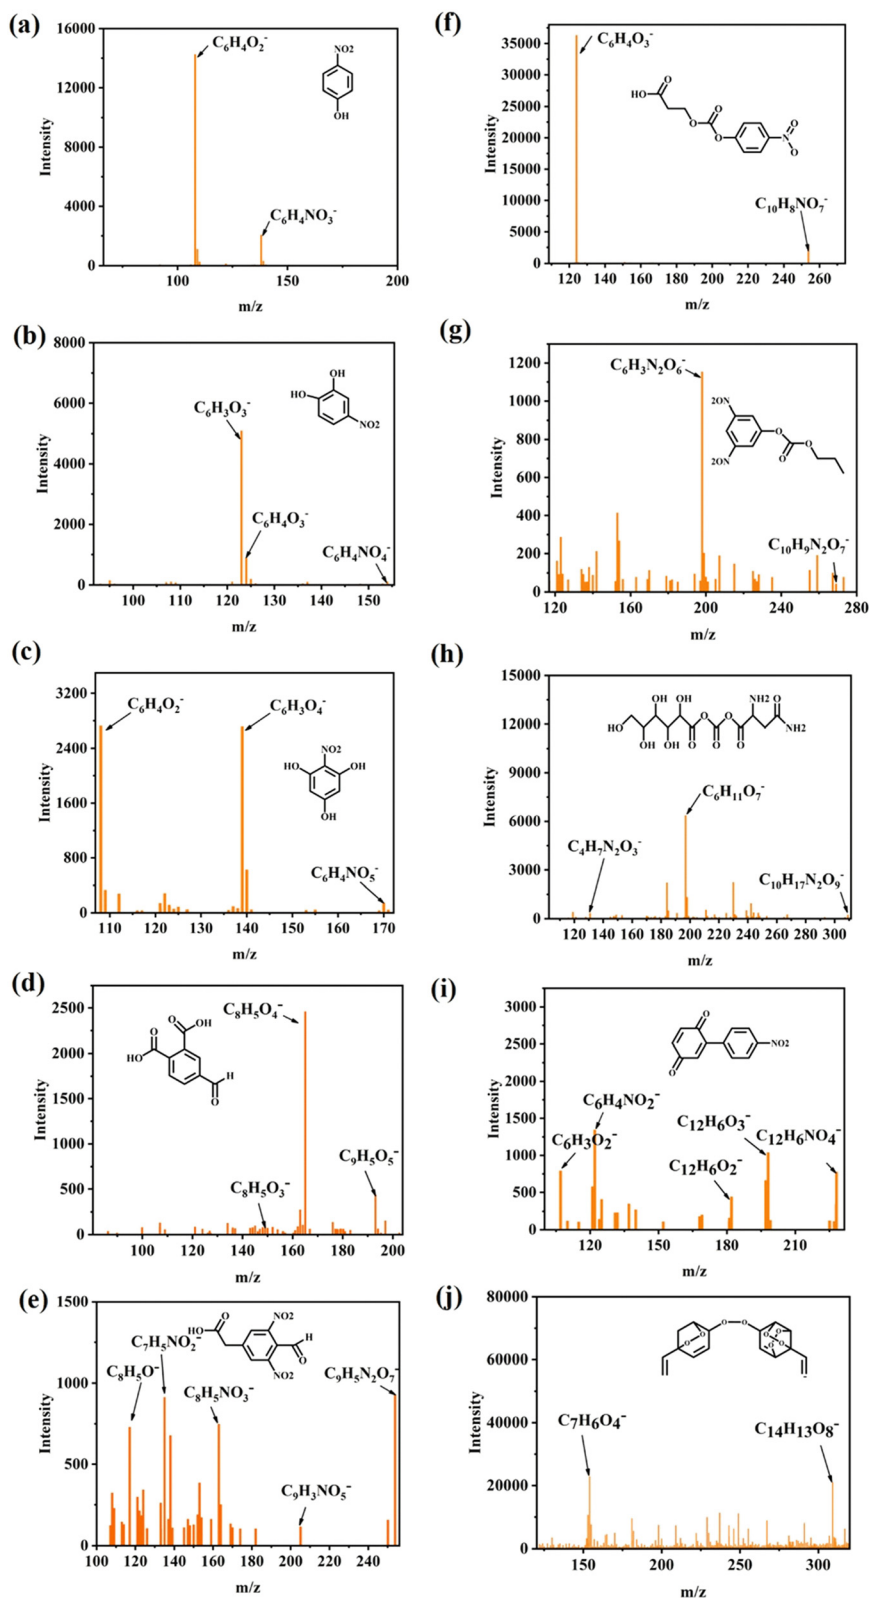 (a)
16000
12000
8000
4000
0
Intensity
100
150
200
m/z
C6H4O2-
C6H4NO3-
NO2
OH
(b)
8000
6000
4000
2000
0
Intensity
100
110
120
130
140
150
m/z
C6H3O3-
C6H4O3-
C6H4NO4-
OH
HO
NO2
(c)
3200
2400
1600
800
0
Intensity
110
120
130
140
150
160
170
m/z
C6H4O2-
C6H3O4-
C6H4NO5-
NO2
HO
OH
OH
(d)
2500
2000
1500
1000
500
0
Intensity
100
120
140
160
180
200
m/z
C8H5O4-
C8H5O3-
C9H5O5-
O
OH
O
HO
H
O
(e)
1500
1000
500
0
Intensity
100
120
140
160
180
200
220
240
m/z
C7H5NO2-
C8H5O-
C8H5NO3-
C9H3NO5-
C9H5N2O7-
O
HO
NO2
H
O
NO2
(f)
35000
30000
25000
20000
15000
10000
5000
0
Intensity
120
140
160
180
200
220
240
260
m/z
C6H4O3-
C10H8NO7-
O
HO
O
O
O
N
O
O
(g)
1200
1000
800
600
400
200
0
Intensity
120
160
200
240
280
m/z
C6H3N2O6-
C10H9N2O7-
2ON
2ON
O
O
O
(h)
15000
12000
9000
6000
3000
0
Intensity
120
140
160
180
200
220
240
260
280
300
m/z
C6H11O7-
C4H7N2O3-
C10H17N2O9-
OH
OH
OH
HO
OH
OH
O
O
O
O
O
NH2
O
NH2
(i)
3000
2500
2000
1500
1000
500
0
Intensity
120
150
180
210
m/z
C6H4NO2-
C6H3O2-
C12H6O3-
C12H6O2-
C12H6NO4-
O
O
NO2
(j)
80000
60000
40000
20000
0
Intensity
150
200
250
300
m/z
C7H6O4-
C14H13O8-
O
O
O
O
O
O
O
O